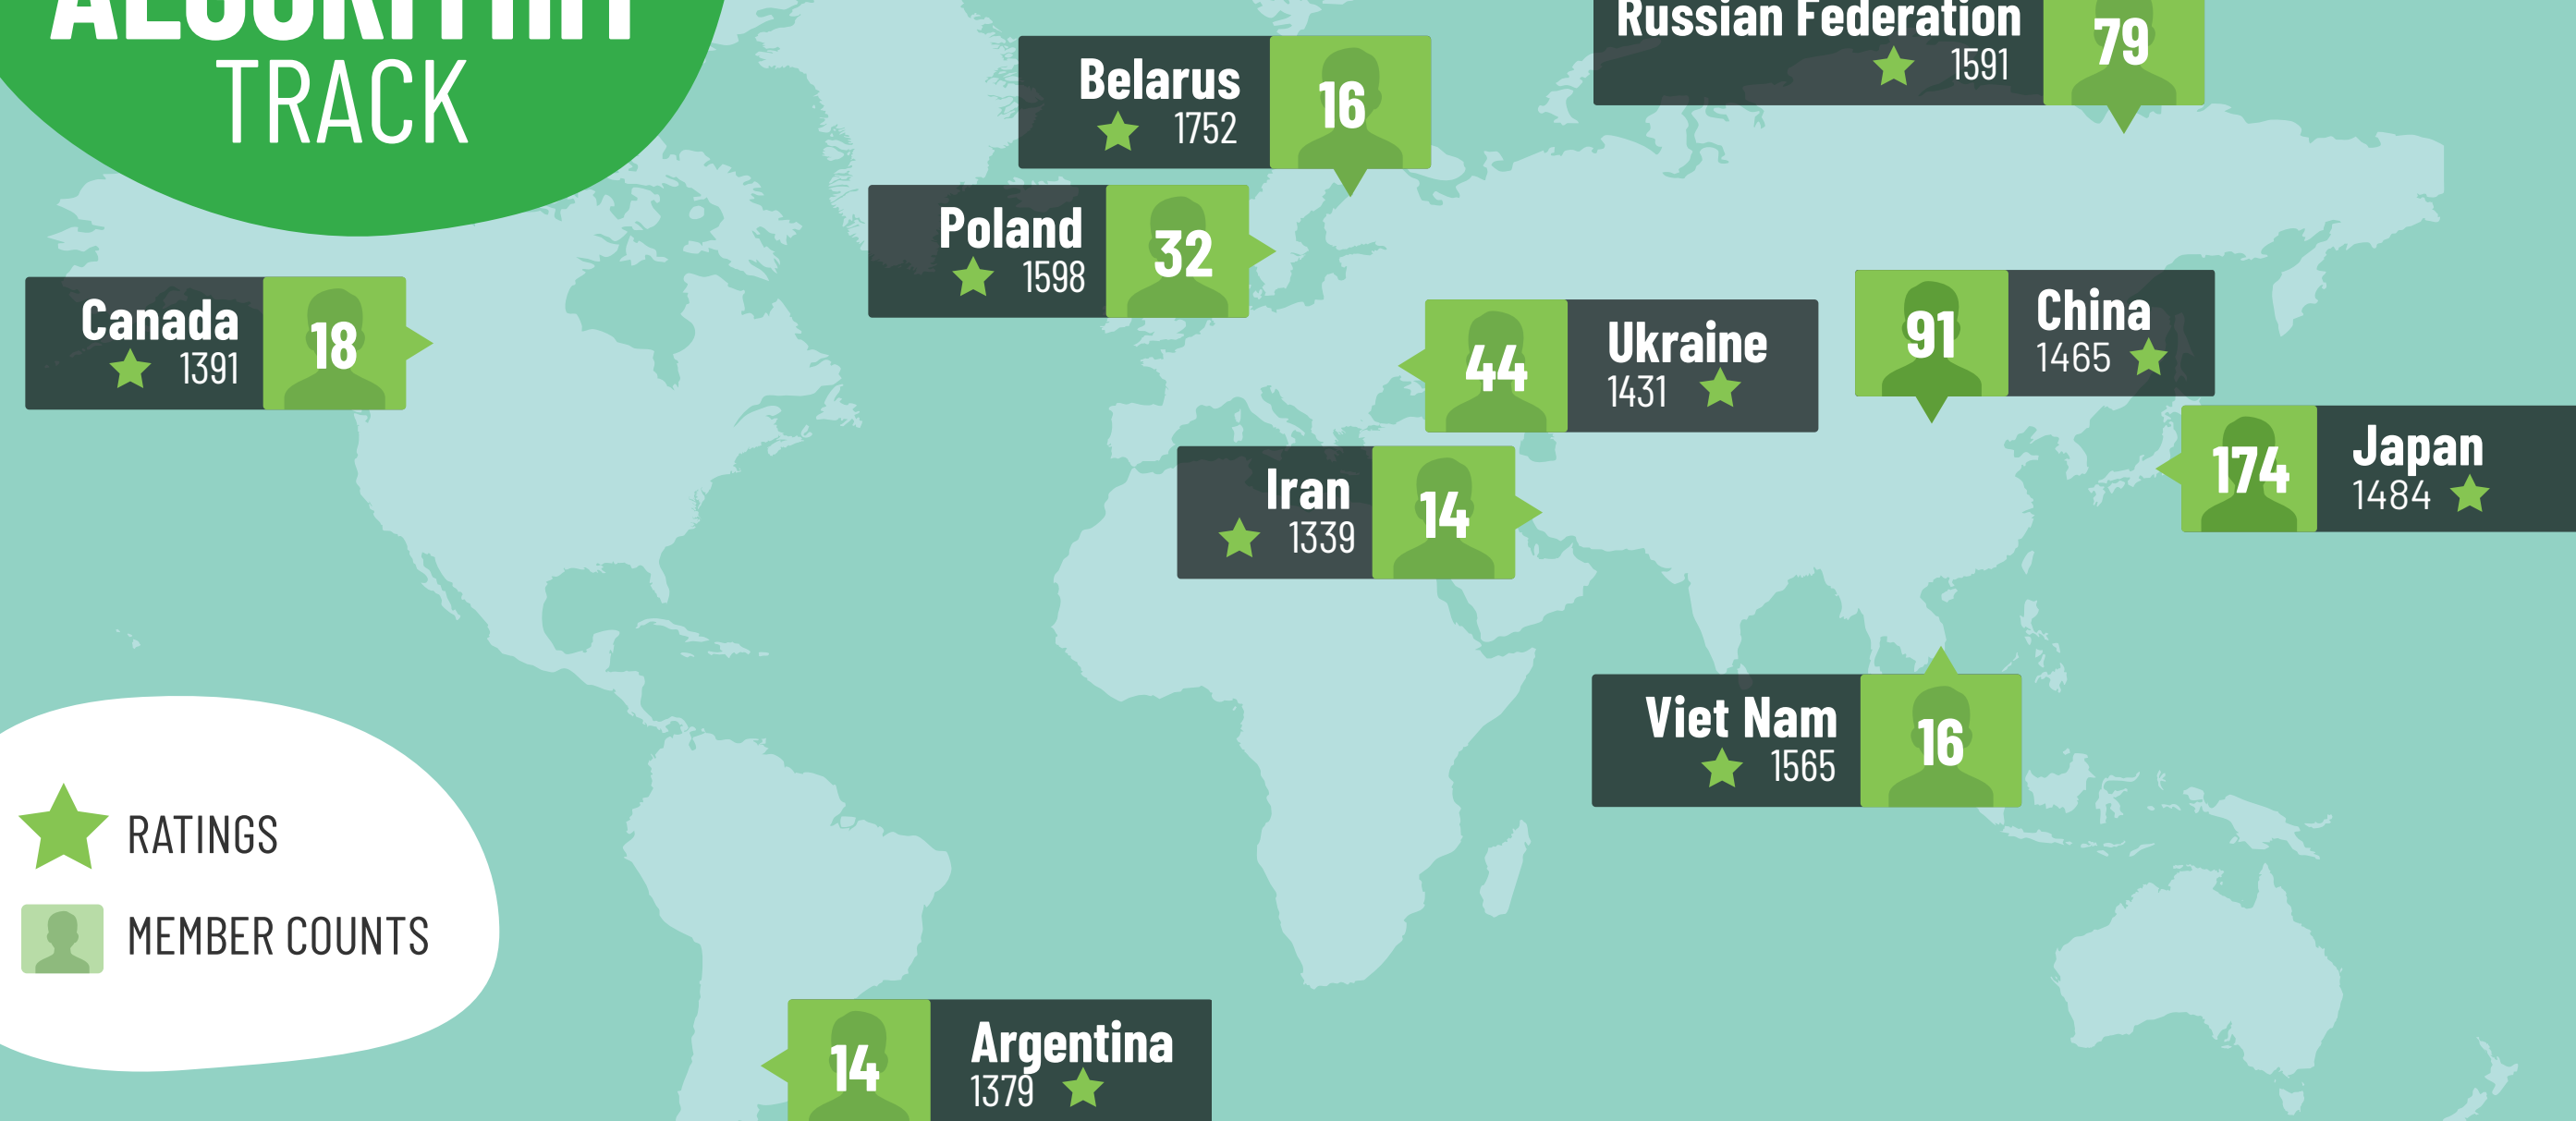 ALGORITHM
TRACK
Russian Federation
1591
79
Belarus
1752
16
Poland
1598
32
Canada
1391
18
44
Ukraine
1431
91
China
1465
174
Japan
1484
Iran
1339
14
Viet Nam
1565
16
RATINGS
MEMBER COUNTS
14
Argentina
1379